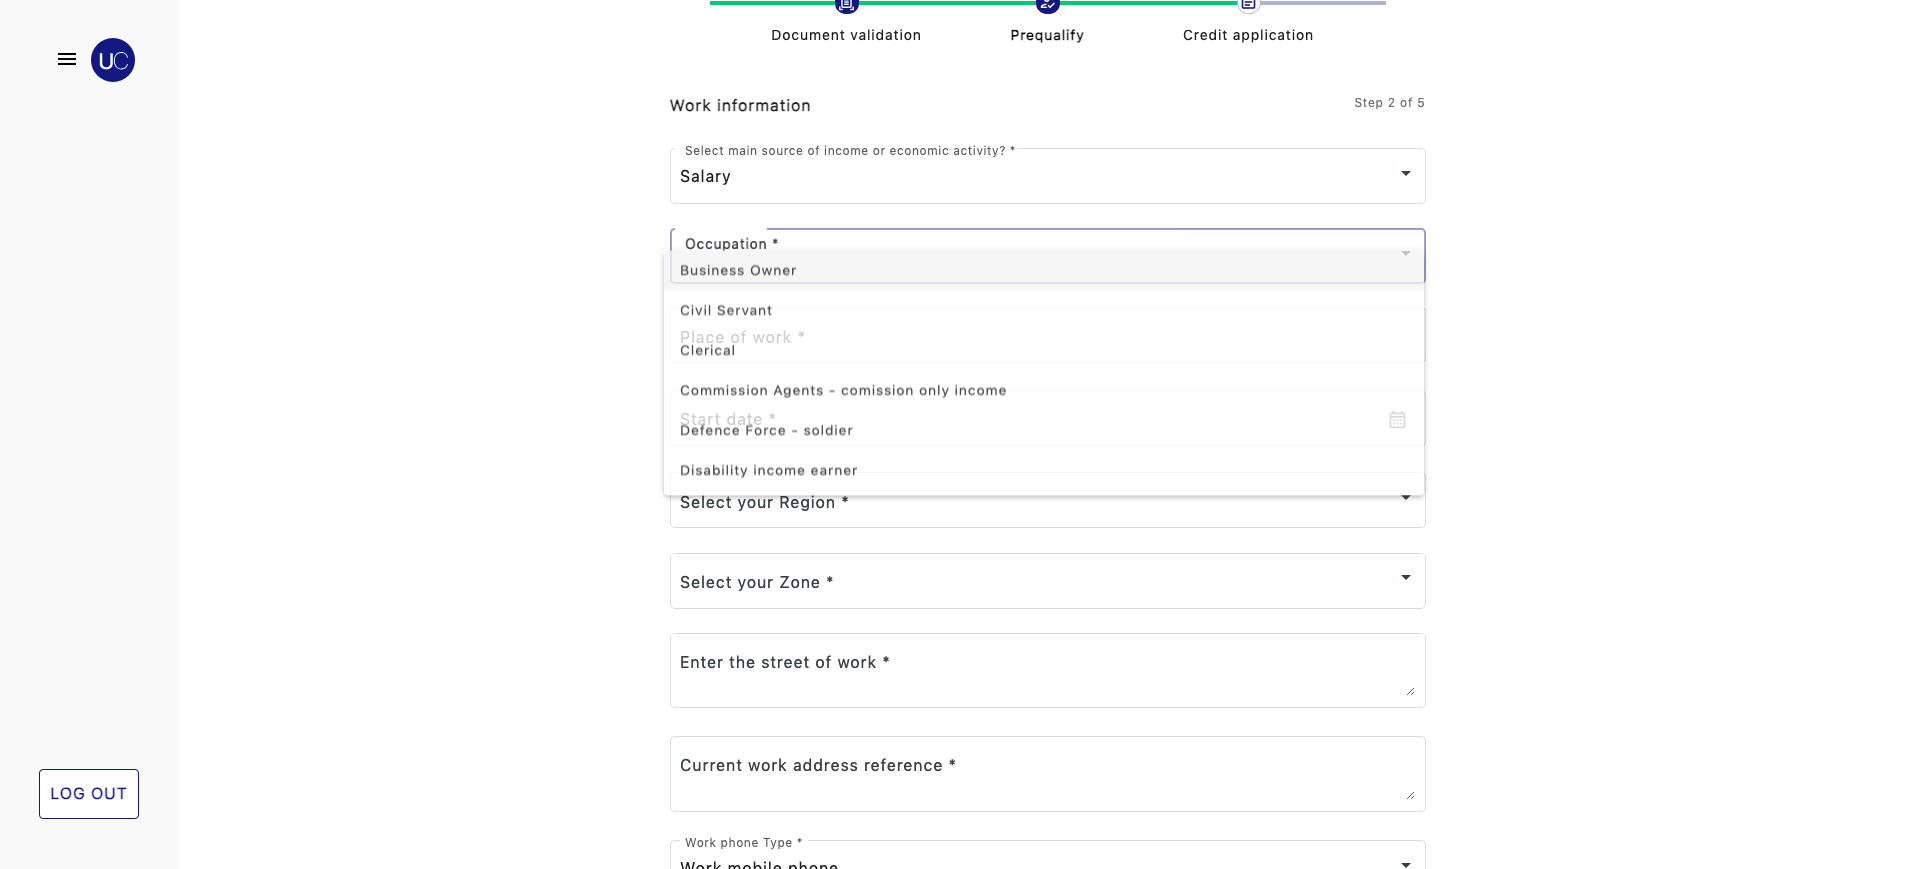 Document validation
Prequalify
Credit application
UC
Work information
Step 2 of 5
Select main source of income or economic activity? *
Salary
Occupation *
Business Owner
Civil Servant
Place of work *
Clerical
Commission Agents - comission only income
Start date *
Defence Force - soldier
Disability income earner
Select your Region *
Select your Zone *
Enter the street of work *
Current work address reference *
LOG OUT
Work phone Type *
Work mobile phone